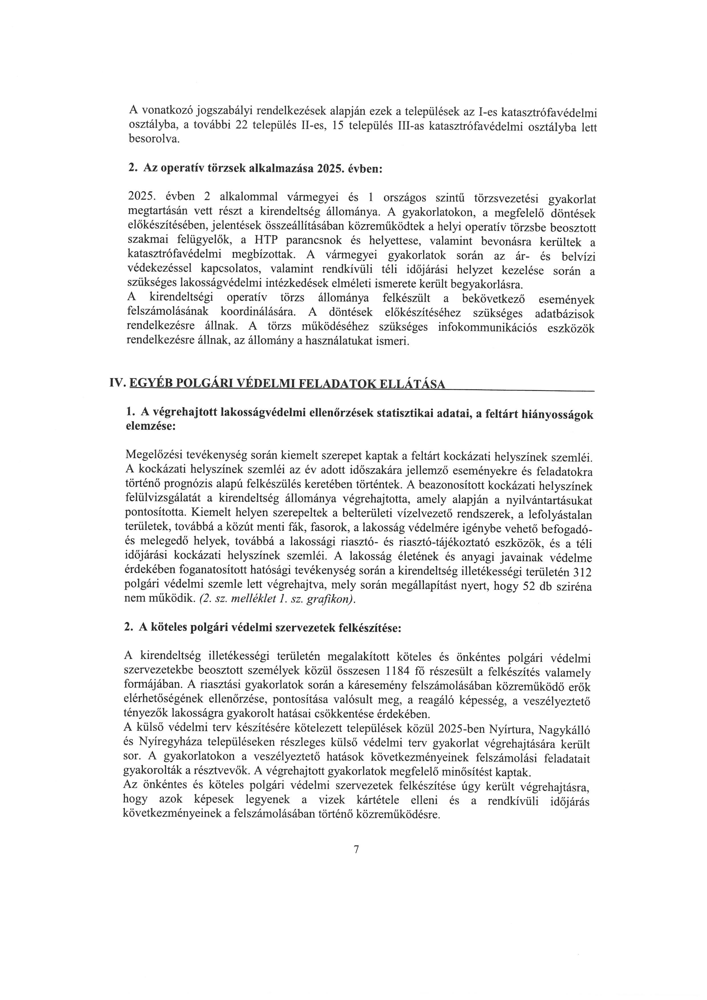 A vonatkozó jogszabályi rendelkezések alapján ezek a települések az I-es katasztrófavédelmi
osztályba, a további 22 település II-es, 15 település III-as katasztrófavédelmi osztályba lett
besorolva.
2. Az operatív törzsek alkalmazása 2025. évben:
2025. évben 2 alkalommal vármegyei és 1 országos szintű törzsvezetési gyakorlat
megtartásán vett részt a kirendeltség állománya. A gyakorlatokon, a megfelelő döntések
előkészítésében, jelentések összeállításában közreműködtek a helyi operatív törzsbe beosztott
szakmai felügyelők, a HTP parancsnok és helyettese, valamint bevonásra kerültek a
katasztrófavédelmi megbízottak. A vármegyei gyakorlatok során az ár- és belvízi
védekezéssel kapcsolatos, valamint rendkívüli téli időjárási helyzet kezelése során a
szükséges lakosságvédelmi intézkedések elméleti ismerete került begyakorlásra.
A kirendeltségi operatív törzs állománya felkészült a bekövetkező események
felszámolásának koordinálására. A döntések előkészítéséhez szükséges adatbázisok
rendelkezésre állnak. A törzs működéséhez szükséges infokommunikációs eszközök
rendelkezésre állnak, az állomány a használatukat ismeri.
IV. EGYÉB POLGÁRI VÉDELMI FELADATOK ELLÁTÁSA
1. A végrehajtott lakosságvédelmi ellenőrzések statisztikai adatai, a feltárt hiányosságok
elemzése:
Megelőzési tevékenység során kiemelt szerepet kaptak a feltárt kockázati helyszínek szemléi.
A kockázati helyszínek szemléi az év adott időszakára jellemző eseményekre és feladatokra
történő prognózis alapú felkészülés keretében történtek. A beazonosított kockázati helyszínek
felülvizsgálatát a kirendeltség állománya végrehajtotta, amely alapján a nyilvántartásukat
pontosította. Kiemelt helyen szerepeltek a belterületi vízelvezető rendszerek, a lefolyástalan
területek, továbbá a közút menti fák, fasorok, a lakosság védelmére igénybe vehető befogadó-
és melegedő helyek, továbbá a lakossági riasztó- és riasztó-tájékoztató eszközök, és a téli
időjárási kockázati helyszínek szemléi. A lakosság életének és anyagi javainak védelme
érdekében foganatosított hatósági tevékenység során a kirendeltség illetékességi területén 312
polgári védelmi szemle lett végrehajtva, mely során megállapítást nyert, hogy 52 db sziréna
nem működik. (2. sz. melléklet 1. sz. grafikon).
2. A köteles polgári védelmi szervezetek felkészítése:
A kirendeltség illetékességi területén megalakított köteles és önkéntes polgári védelmi
szervezetekbe beosztott személyek közül összesen 1184 fő részesült a felkészítés valamely
formájában. A riasztási gyakorlatok során a káresemény felszámolásában közreműködő erők
elérhetőségének ellenőrzése, pontosítása valósult meg, a reagáló képesség, a veszélyeztető
tényezők lakosságra gyakorolt hatásai csökkentése érdekében.
A külső védelmi terv készítésére kötelezett települések közül 2025-ben Nyírtura, Nagykálló
és Nyíregyháza településeken részleges külső védelmi terv gyakorlat végrehajtására került
sor. A gyakorlatokon a veszélyeztető hatások következményeinek felszámolási feladatait
gyakorolták a résztvevők. A végrehajtott gyakorlatok megfelelő minősítést kaptak.
Az önkéntes és köteles polgári védelmi szervezetek felkészítése úgy került végrehajtásra,
hogy azok képesek legyenek a vizek kártétele elleni és a rendkívüli időjárás
következményeinek a felszámolásában történő közreműködésre.
7